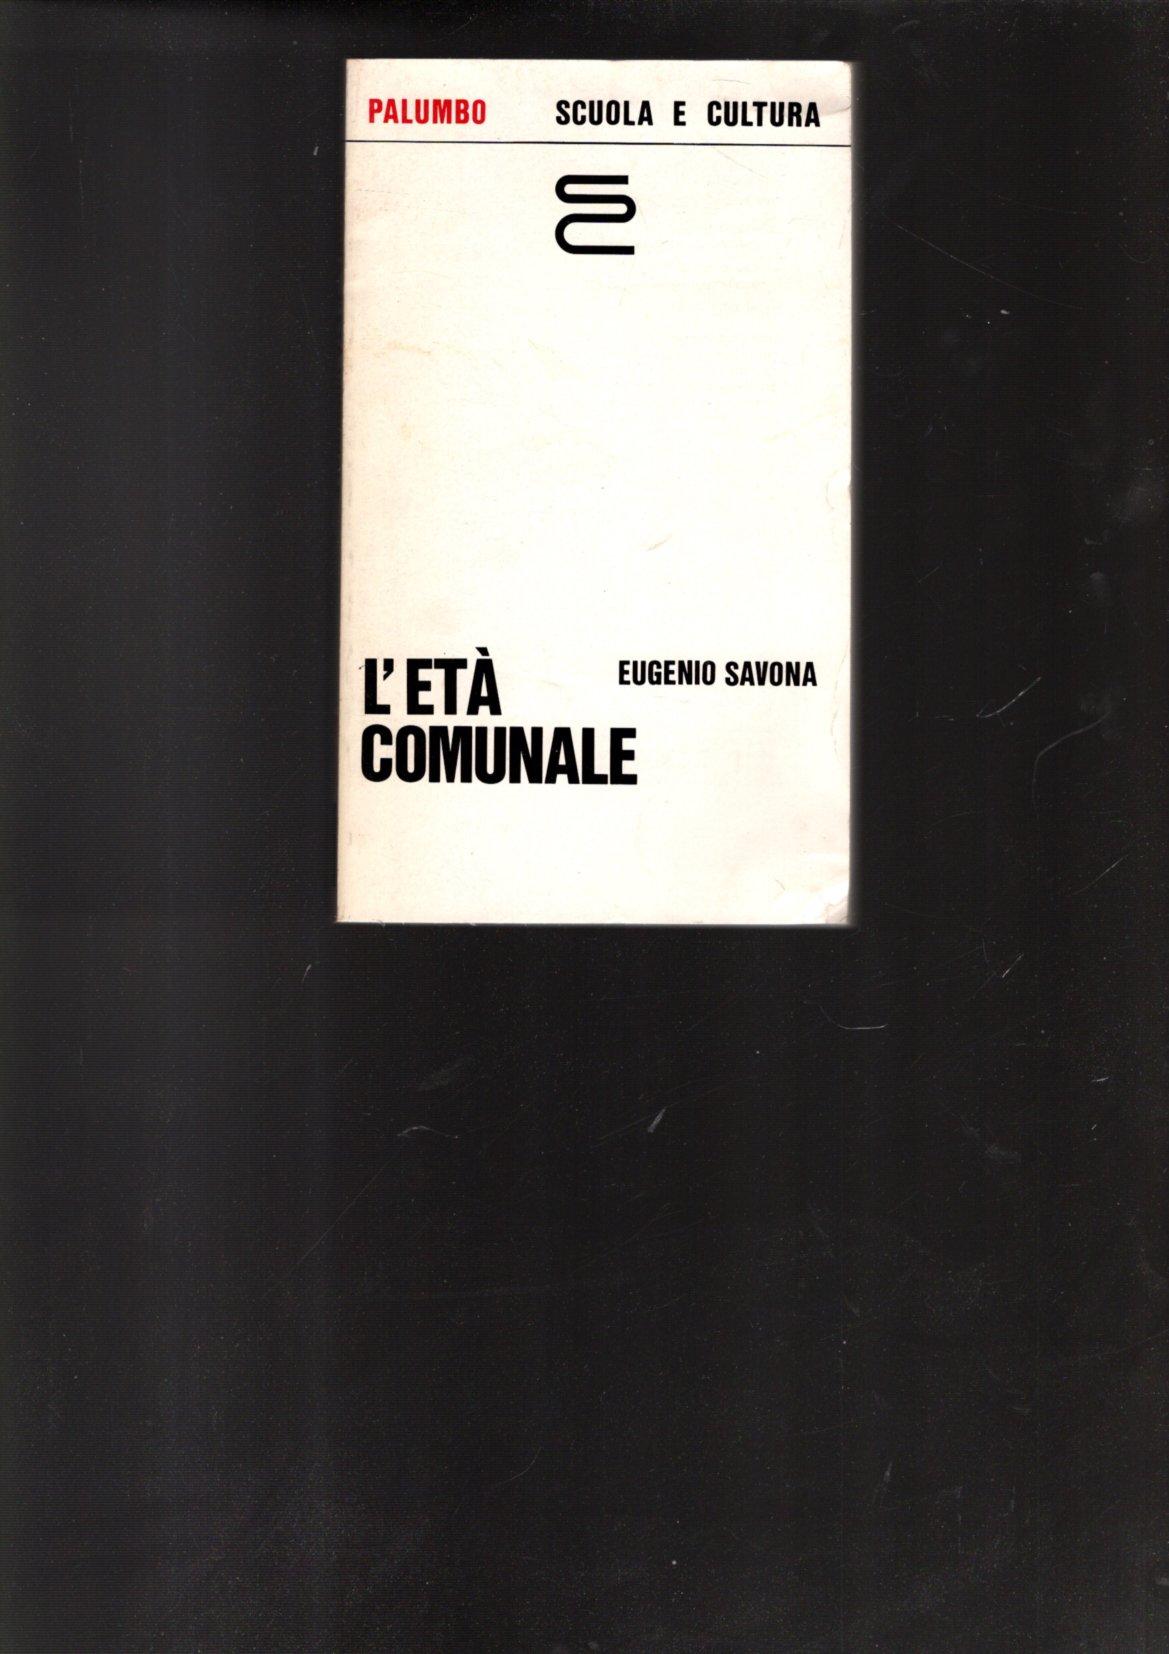 PALUMBO SCUOLA E CULTURA
L'ETÀ
COMUNALE
EUGENIO SAVONA